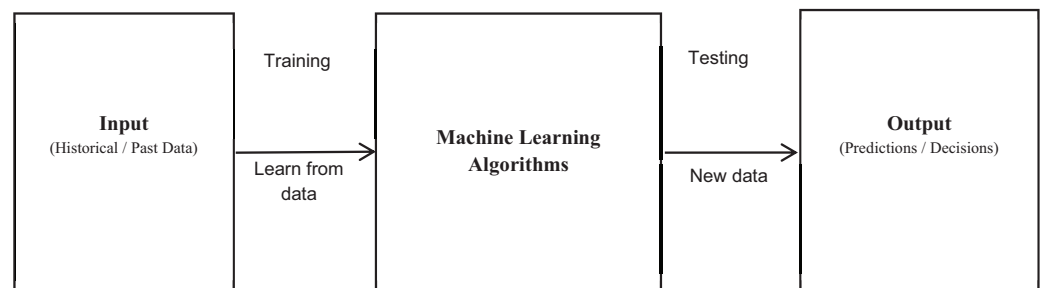 Input
(Historical / Past Data)
Training
Learn from
data
Machine Learning
Algorithms
Testing
New data
Output
(Predictions / Decisions)